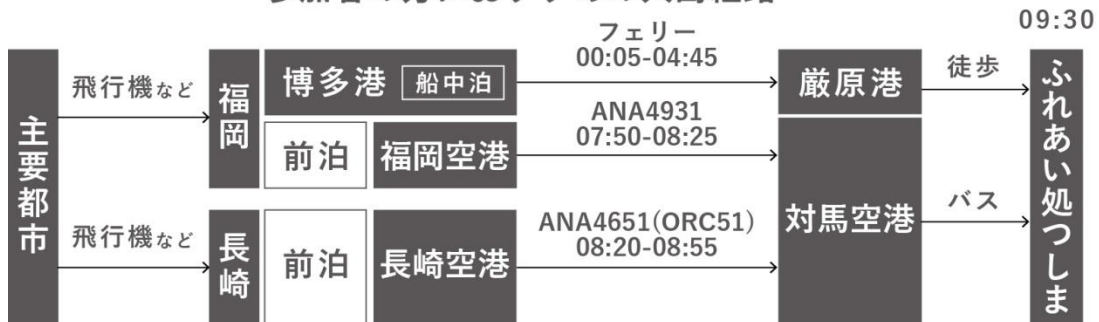 09:30
主要都市
飛行機など
福岡
博多港 船中泊
フェリー
00:05-04:45
厳原港
徒歩
前泊
福岡空港
ANA4931
07:50-08:25
対馬空港
バス
ふれあい処つしま
飛行機など
長崎
前泊
長崎空港
ANA4651(ORC51)
08:20-08:55